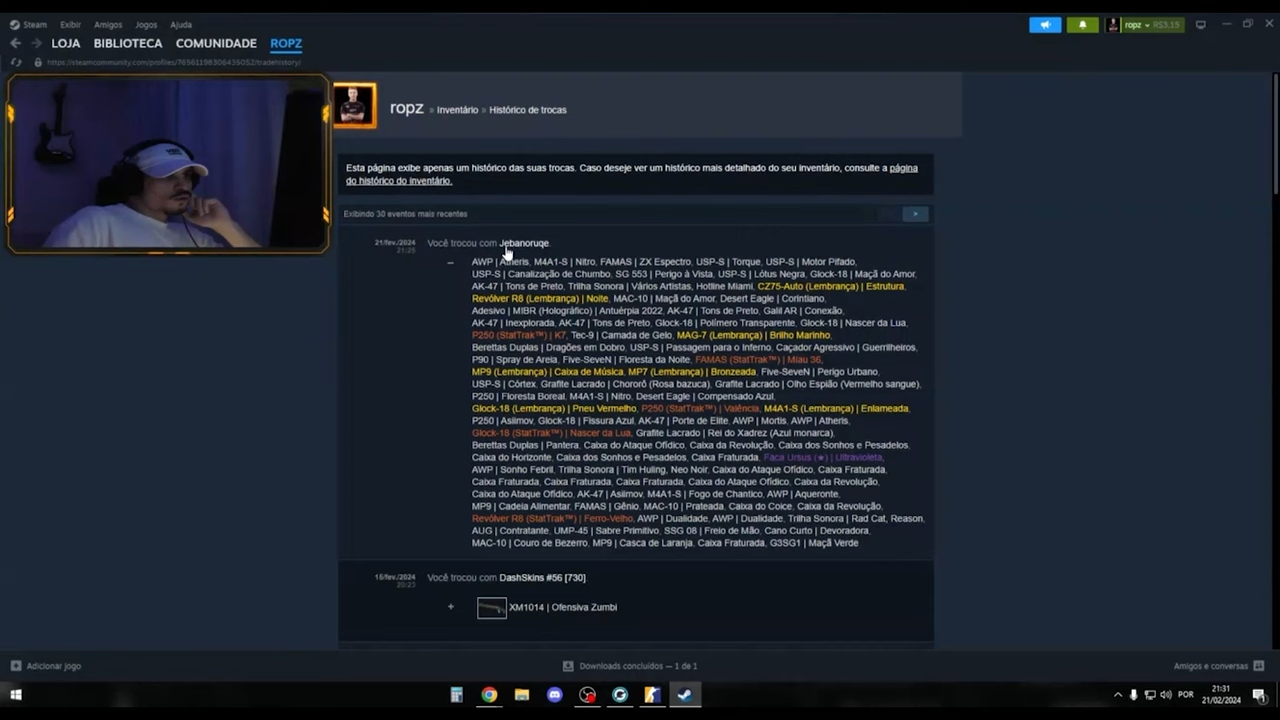 Steam Exibir Amigos Jogos Ajuda
ropz R$3,15
LOJA BIBLIOTECA COMUNIDADE ROPZ
https://steamcommunity.com/profiles/76561198306435052/tradehistory/
ropz » Inventário » Histórico de trocas
Esta página exibe apenas um histórico das suas trocas. Caso deseje ver um histórico mais detalhado do seu inventário, consulte a página
do histórico do inventário.
Exibindo 30 eventos mais recentes
>
21/fev./2024 Você trocou com Jebanoruqe.
21:25
– AWP | Atheris, M4A1-S | Nitro, FAMAS | ZX Espectro, USP-S | Torque, USP-S | Motor Pifado,
USP-S | Canalização de Chumbo, SG 553 | Perigo à Vista, USP-S | Lótus Negra, Glock-18 | Maçã do Amor,
AK-47 | Tons de Preto, Trilha Sonora | Vários Artistas, Hotline Miami, CZ75-Auto (Lembrança) | Estrutura,
Revólver R8 (Lembrança) | Noite, MAC-10 | Maçã do Amor, Desert Eagle | Coríntiano,
Adesivo | MIBR (Holográfico) | Antuérpia 2022, AK-47 | Tons de Preto, Galil AR | Conexão,
AK-47 | Inexplorada, AK-47 | Tons de Preto, Glock-18 | Polímero Transparente, Glock-18 | Nascer da Lua,
P250 (StatTrak™) | K7, Tec-9 | Camada de Gelo, MAG-7 (Lembrança) | Brilho Marinho,
Berettas Duplas | Dragões em Dobro, USP-S | Passagem para o Inferno, Caçador Agressivo | Guerrilheiros,
P90 | Spray de Areia, Five-SeveN | Floresta da Noite, FAMAS (StatTrak™) | Miau 36,
MP9 (Lembrança) | Caixa de Música, MP7 (Lembrança) | Bronzeada, Five-SeveN | Perigo Urbano,
USP-S | Córtex, Grafite Lacrado | Chororô (Rosa bazuca), Grafite Lacrado | Olho Espião (Vermelho sangue),
P250 | Floresta Boreal, M4A1-S | Nitro, Desert Eagle | Compensado Azul,
Glock-18 (Lembrança) | Pneu Vermelho, P250 (StatTrak™) | Valência, M4A1-S (Lembrança) | Enlameada,
P250 | Asiimov, Glock-18 | Fissura Azul, AK-47 | Porte de Elite, AWP | Mortis, AWP | Atheris,
Glock-18 (StatTrak™) | Nascer da Lua, Grafite Lacrado | Rei do Xadrez (Azul monarca),
Berettas Duplas | Pantera, Caixa do Ataque Ofídico, Caixa da Revolução, Caixa dos Sonhos e Pesadelos,
Caixa do Horizonte, Caixa dos Sonhos e Pesadelos, Caixa Fraturada, Faca Ursus (★) | Ultravioleta,
AWP | Sonho Febril, Trilha Sonora | Tim Huling, Neo Noir, Caixa do Ataque Ofídico, Caixa Fraturada,
Caixa Fraturada, Caixa Fraturada, Caixa Fraturada, Caixa do Ataque Ofídico, Caixa da Revolução,
Caixa do Ataque Ofídico, AK-47 | Asiimov, M4A1-S | Fogo de Chantico, AWP | Aqueronte,
MP9 | Cadeia Alimentar, FAMAS | Gênio, MAC-10 | Prateada, Caixa do Coice, Caixa da Revolução,
Revólver R8 (StatTrak™) | Ferro-Velho, AWP | Dualidade, AWP | Dualidade, Trilha Sonora | Rad Cat, Reason,
AUG | Contratante, UMP-45 | Sabre Primitivo, SSG 08 | Freio de Mão, Cano Curto | Devoradora,
MAC-10 | Couro de Bezerro, MP9 | Casca de Laranja, Caixa Fraturada, G3SG1 | Maçã Verde
15/fev./2024 Você trocou com DashSkins #56 [730]
20:23
+ XM1014 | Ofensiva Zumbi
Adicionar jogo Downloads concluídos — 1 de 1 Amigos e conversas
POR 21:31
21/02/2024